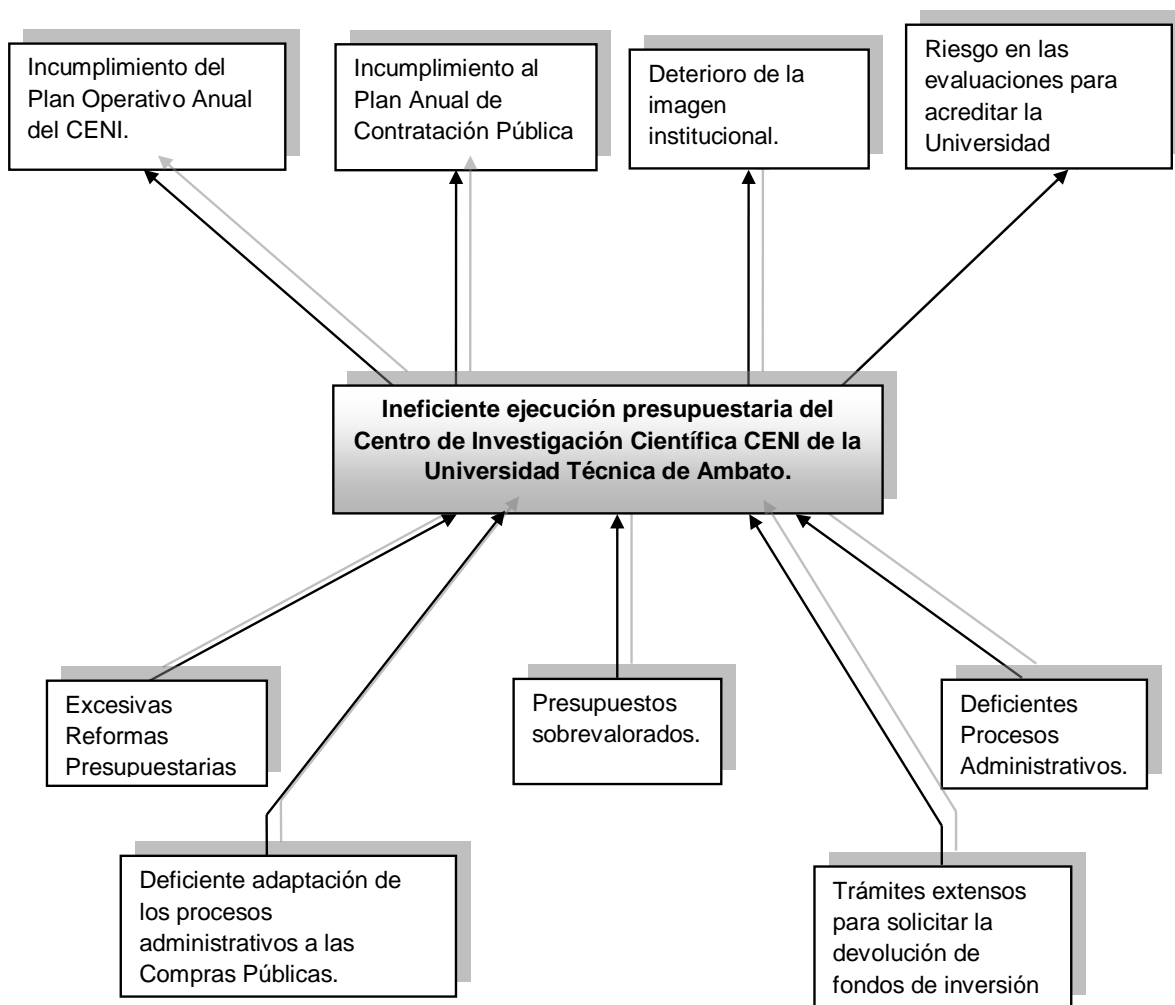 Incumplimiento del
Plan Operativo Anual
del CENI.
Incumplimiento al
Plan Anual de
Contratación Pública
Deterioro de la
imagen
institucional.
Riesgo en las
evaluaciones para
acreditar la
Universidad
Ineficiente ejecución presupuestaria del
Centro de Investigación Científica CENI de la
Universidad Técnica de Ambato.
Excesivas
Reformas
Presupuestarias
Presupuestos
sobrevalorados.
Deficientes
Procesos
Administrativos.
Deficiente adaptación de
los procesos
administrativos a las
Compras Públicas.
Trámites extensos
para solicitar la
devolución de
fondos de inversión